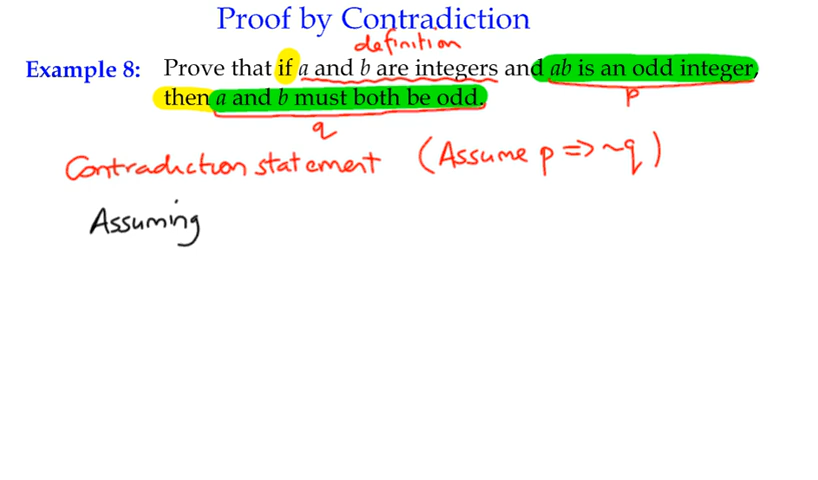 Proof by Contradiction
definition
Example 8: Prove that if a and b are integers and ab is an odd integer,
then a and b must both be odd.
p
q
Contradiction statement (Assume p => ~q)
Assuming